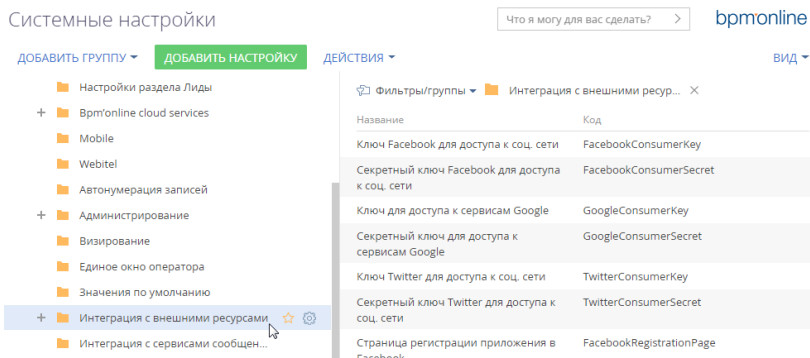 Системные настройки
Что я могу для вас сделать?
bpmonline
ДОБАВИТЬ ГРУППУ
ДОБАВИТЬ НАСТРОЙКУ
ДЕЙСТВИЯ
ВИД
Настройки раздела Лиды
Bpm'online cloud services
Mobile
Webitel
Автонумерация записей
Администрирование
Визирование
Единое окно оператора
Значения по умолчанию
Интеграция с внешними ресурсами
Интеграция с сервисами сообщен...
Фильтры/группы
Интеграция с внешними ресур...
Название
Код
Ключ Facebook для доступа к соц. сети
FacebookConsumerKey
Секретный ключ Facebook для доступа
к соц. сети
FacebookConsumerSecret
Ключ для доступа к сервисам Google
GoogleConsumerKey
Секретный ключ для доступа к
сервисам Google
GoogleConsumerSecret
Ключ Twitter для доступа к соц. сети
TwitterConsumerKey
Секретный ключ Twitter для доступа к
соц. сети
TwitterConsumerSecret
Страница регистрации приложения в
Facebook
FacebookRegistrationPage